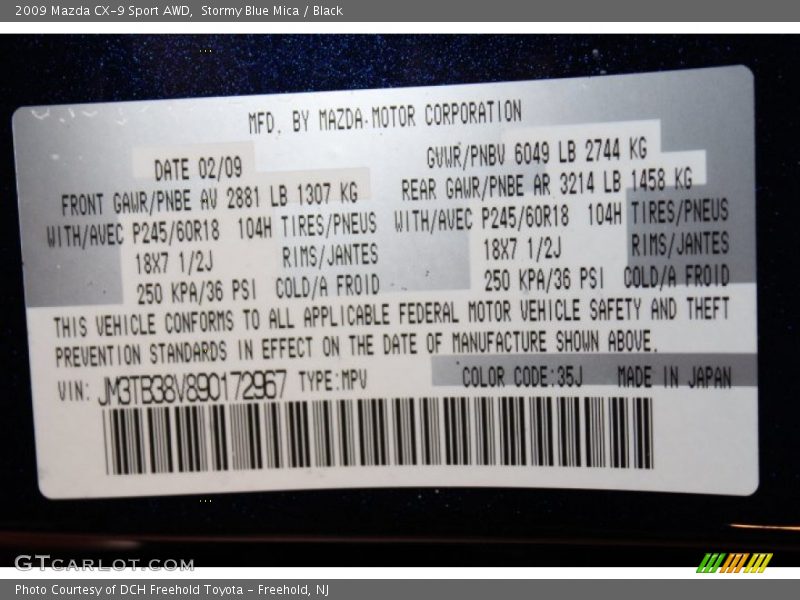 2009 Mazda CX-9 Sport AWD,  Stormy Blue Mica / Black
MFD. BY MAZDA MOTOR CORPORATION
DATE 02/09
GVWR/PNBV 6049 LB 2744 KG
FRONT GAWR/PNBE AV 2881 LB 1307 KG
REAR GAWR/PNBE AR 3214 LB 1458 KG
WITH/AVEC P245/60R18 104H TIRES/PNEUS
WITH/AVEC P245/60R18 104H TIRES/PNEUS
18X7 1/2J RIMS/JANTES
18X7 1/2J RIMS/JANTES
250 KPA/36 PSI COLD/A FROID
250 KPA/36 PSI COLD/A FROID
THIS VEHICLE CONFORMS TO ALL APPLICABLE FEDERAL MOTOR VEHICLE SAFETY AND THEFT
PREVENTION STANDARDS IN EFFECT ON THE DATE OF MANUFACTURE SHOWN ABOVE.
VIN: JM3TB38V890172967 TYPE:MPV COLOR CODE:35J MADE IN JAPAN
GTCARLOT.COM
Photo Courtesy of DCH Freehold Toyota - Freehold, NJ